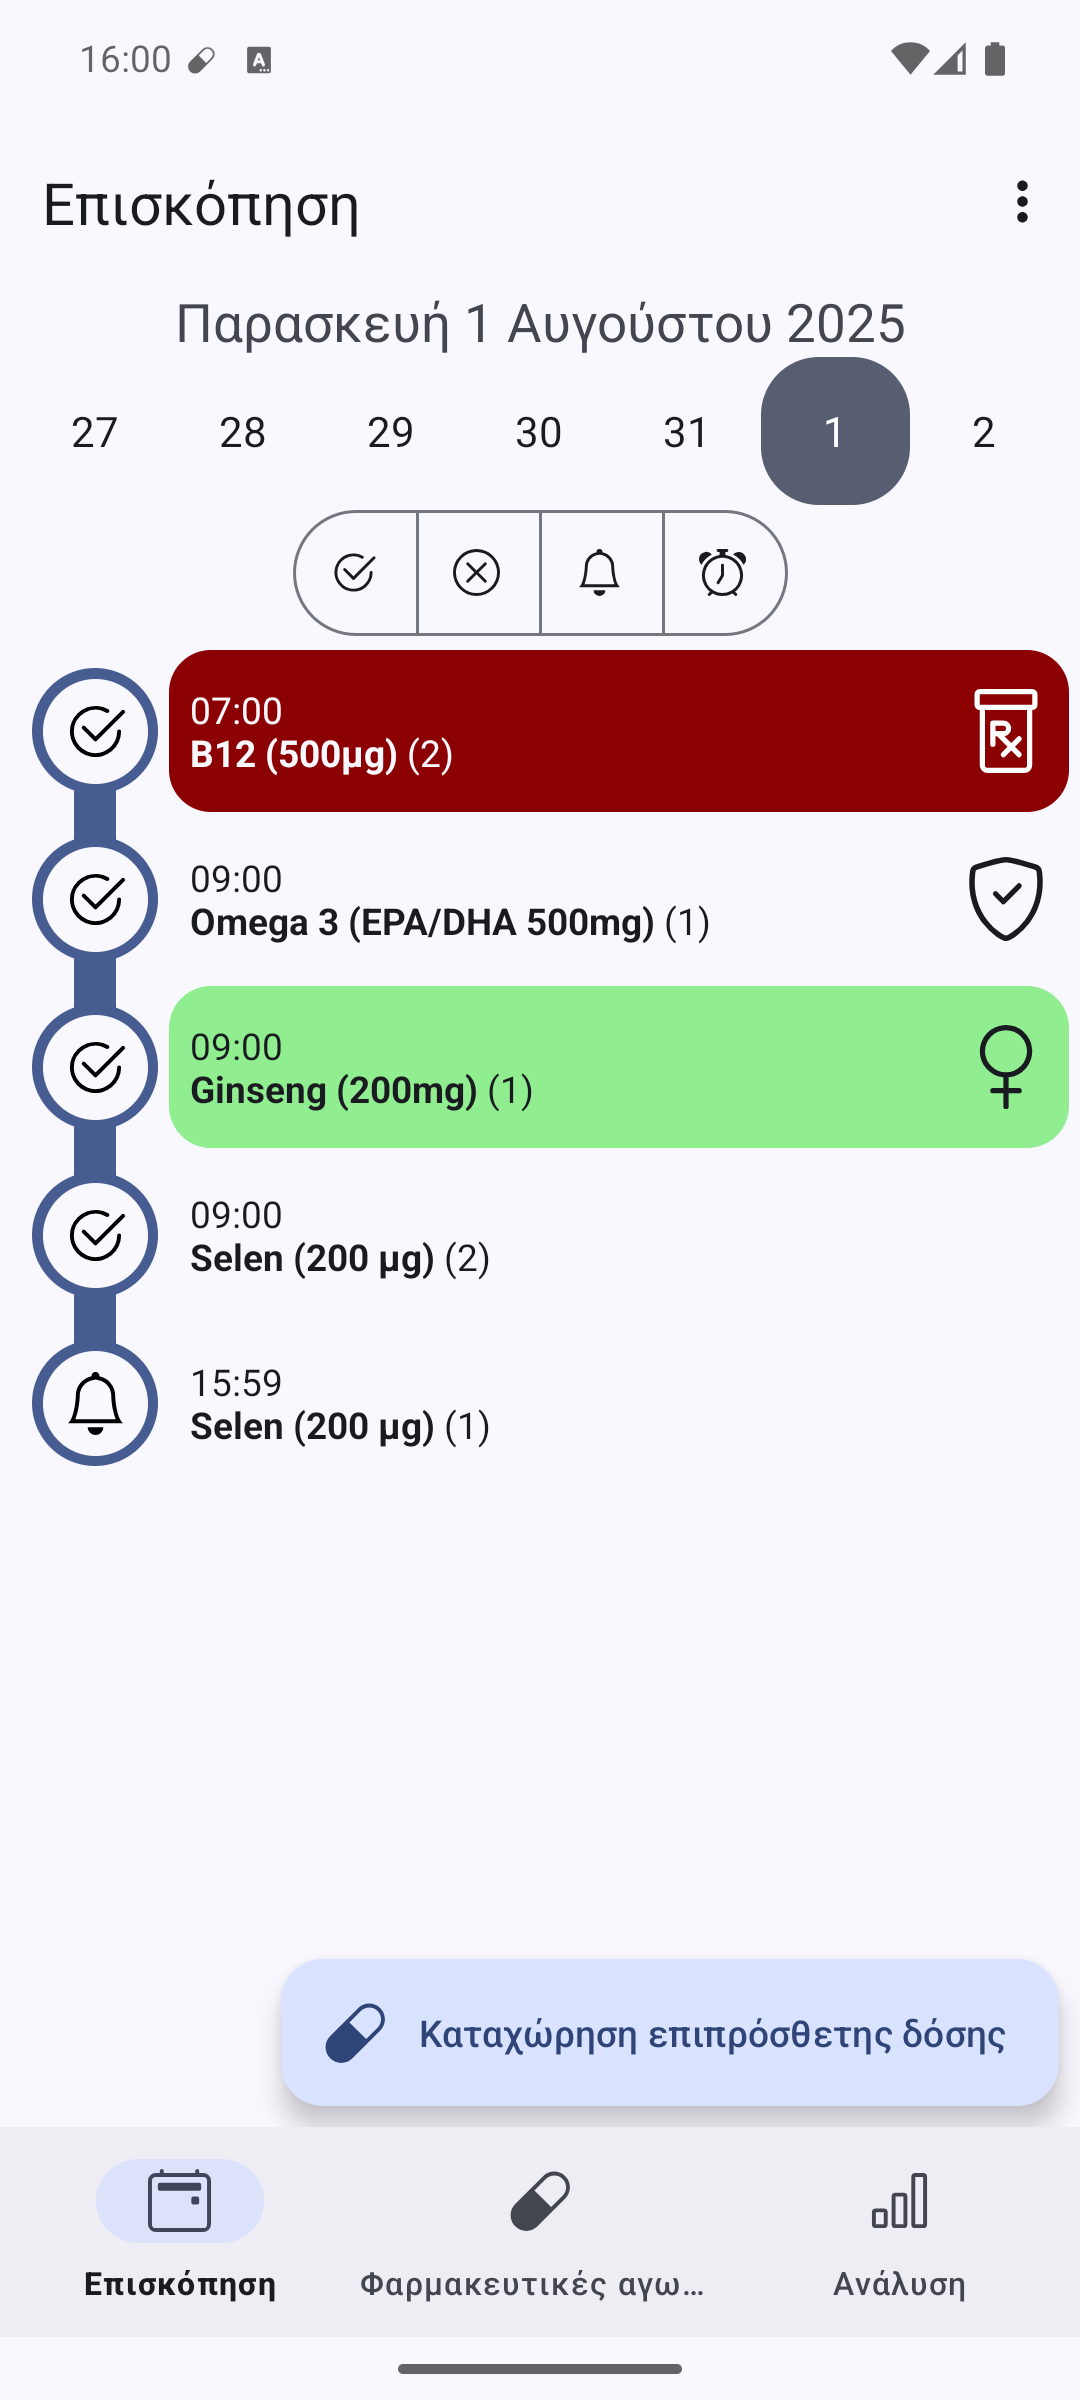 16:00
Επισκόπηση
Παρασκευή 1 Αυγούστου 2025
27 28 29 30 31 1 2
07:00
B12 (500µg) (2)
09:00
Omega 3 (EPA/DHA 500mg) (1)
09:00
Ginseng (200mg) (1)
09:00
Selen (200 µg) (2)
15:59
Selen (200 µg) (1)
Καταχώρηση επιπρόσθετης δόσης
Επισκόπηση Φαρμακευτικές αγω… Ανάλυση